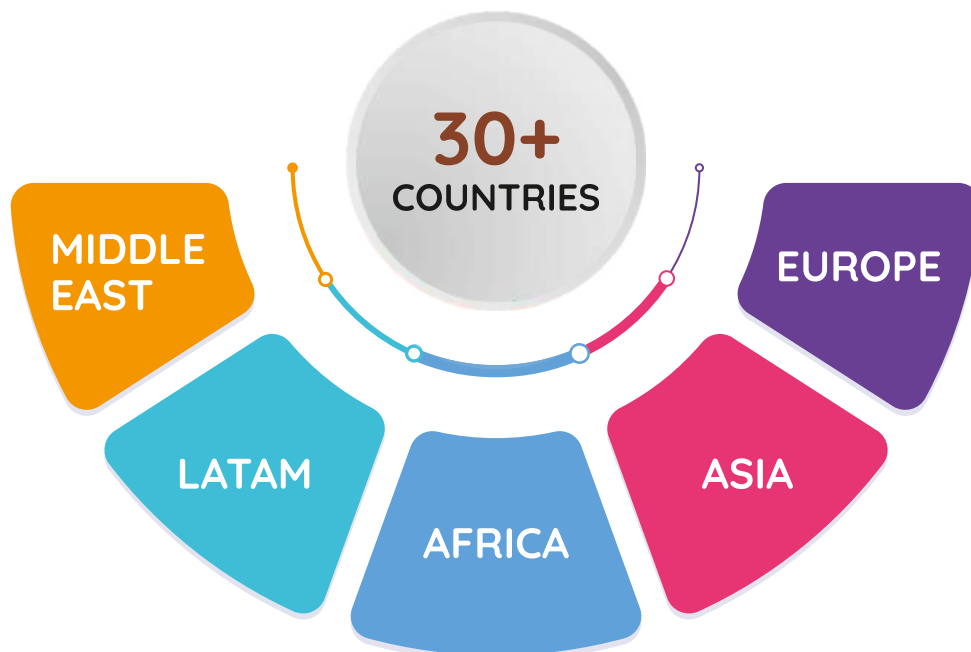 30+
COUNTRIES
MIDDLE
EAST
LATAM
AFRICA
ASIA
EUROPE